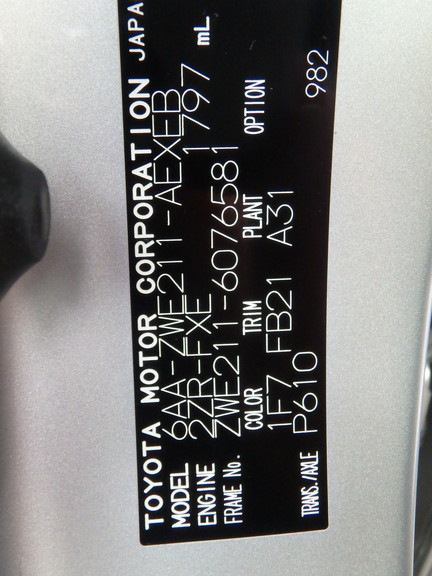 TOYOTA MOTOR CORPORATION JAPA
MODEL 6AA-ZWE211-AEXEB
ENGINE 2ZR-FXE 1797 mL
FRAME No. ZWE211-6076581
COLOR TRIM PLANT OPTION
1F7 FB21 A31 982
TRANS./AXLE P610